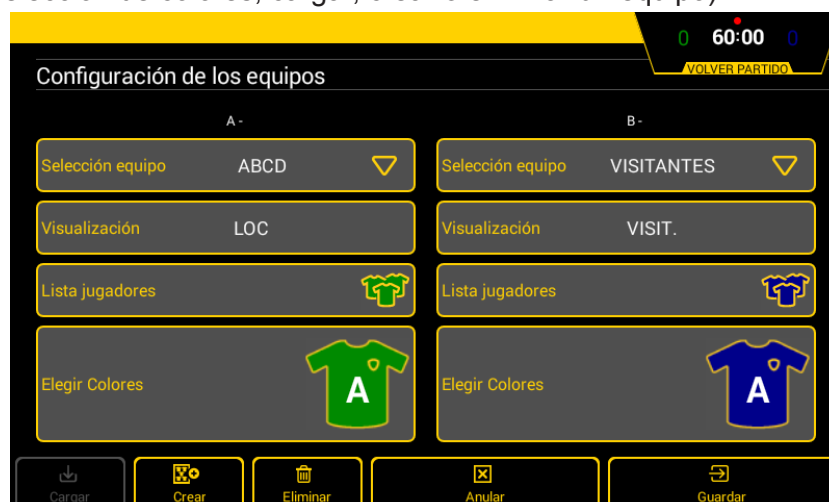 0 60:00 0
VOLVER PARTIDO
Configuración de los equipos
A - B -
Selección equipo ABCD Selección equipo VISITANTES
Visualización LOC Visualización VISIT.
Lista jugadores Lista jugadores
Elegir Colores A Elegir Colores A
Cargar Crear Eliminar Anular Guardar